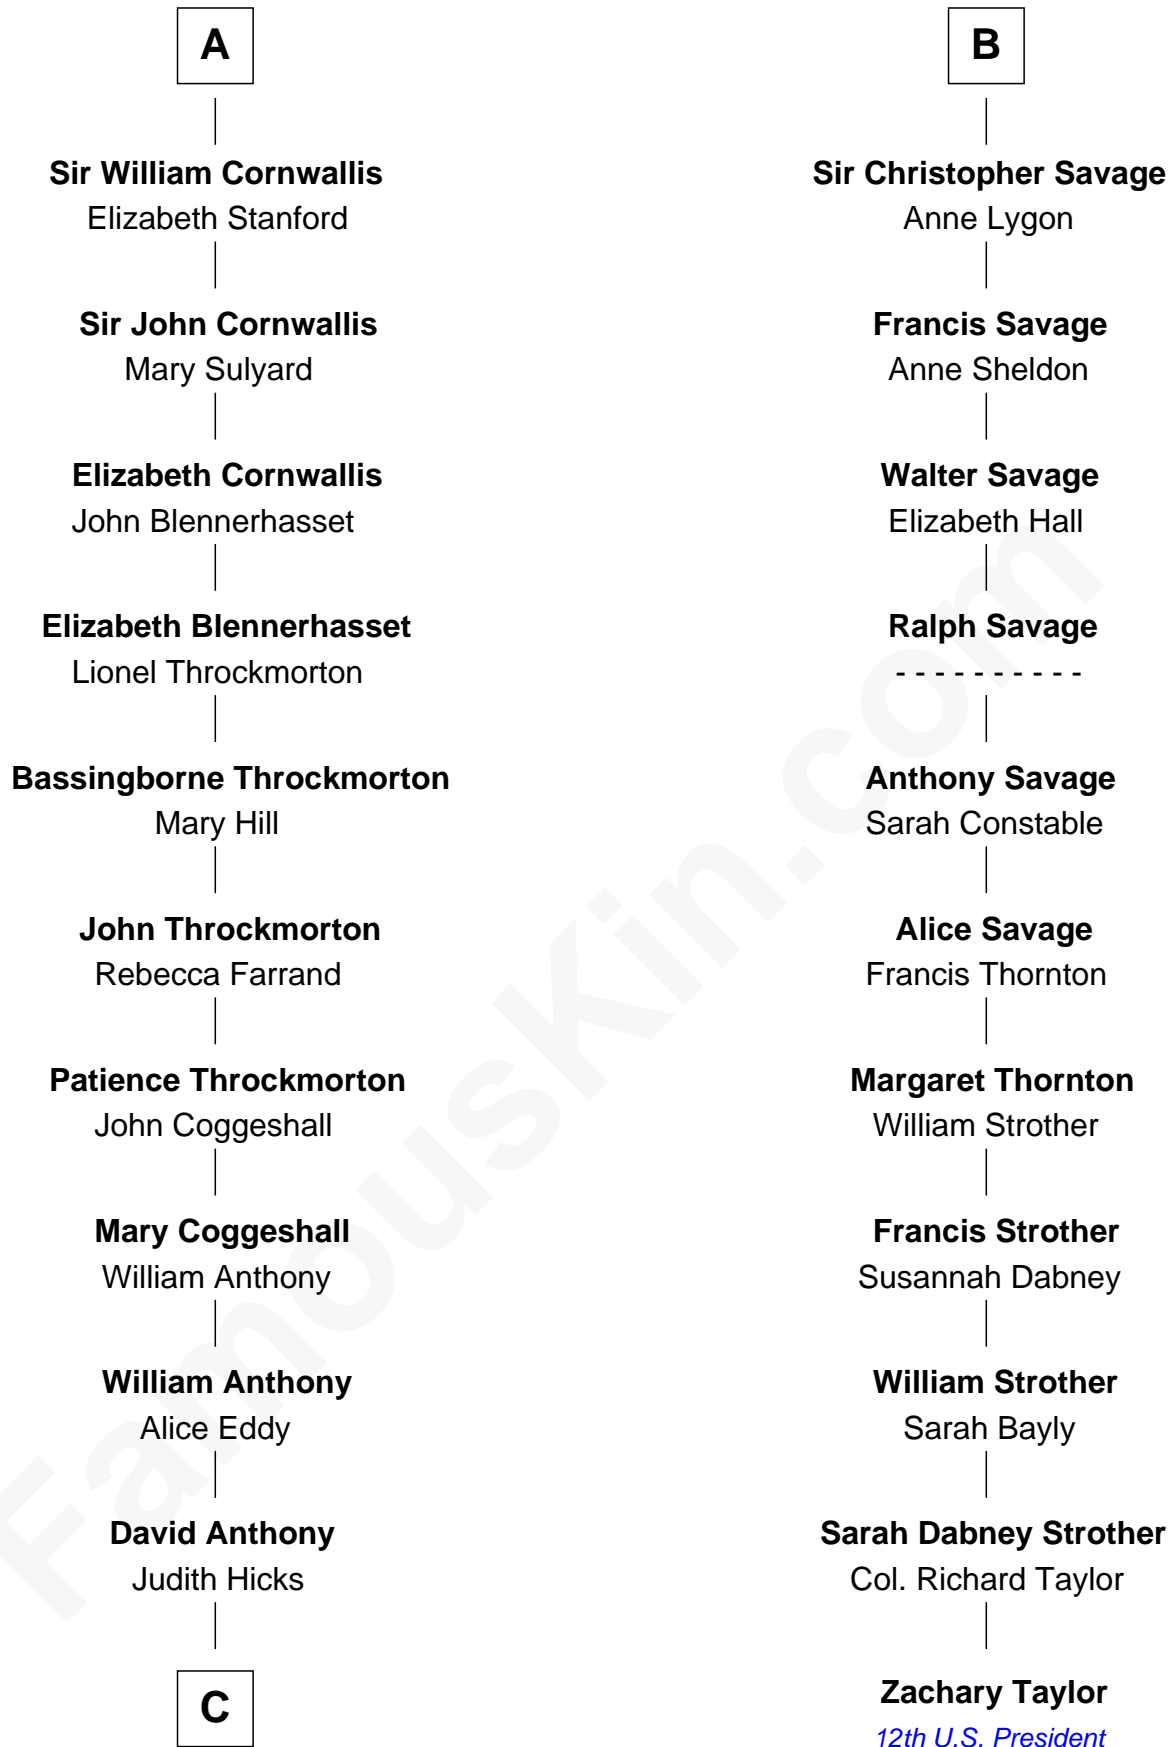 A
Sir William Cornwallis
Elizabeth Stanford
Sir John Cornwallis
Mary Sulyard
Elizabeth Cornwallis
John Blennerhasset
Elizabeth Blennerhasset
Lionel Throckmorton
Bassingborne Throckmorton
Mary Hill
John Throckmorton
Rebecca Farrand
Patience Throckmorton
John Coggeshall
Mary Coggeshall
William Anthony
William Anthony
Alice Eddy
David Anthony
Judith Hicks
C
B
Sir Christopher Savage
Anne Lygon
Francis Savage
Anne Sheldon
Walter Savage
Elizabeth Hall
Ralph Savage
- - - - - - - - - -
Anthony Savage
Sarah Constable
Alice Savage
Francis Thornton
Margaret Thornton
William Strother
Francis Strother
Susannah Dabney
William Strother
Sarah Bayly
Sarah Dabney Strother
Col. Richard Taylor
Zachary Taylor
12th U.S. President
FamousKin.com